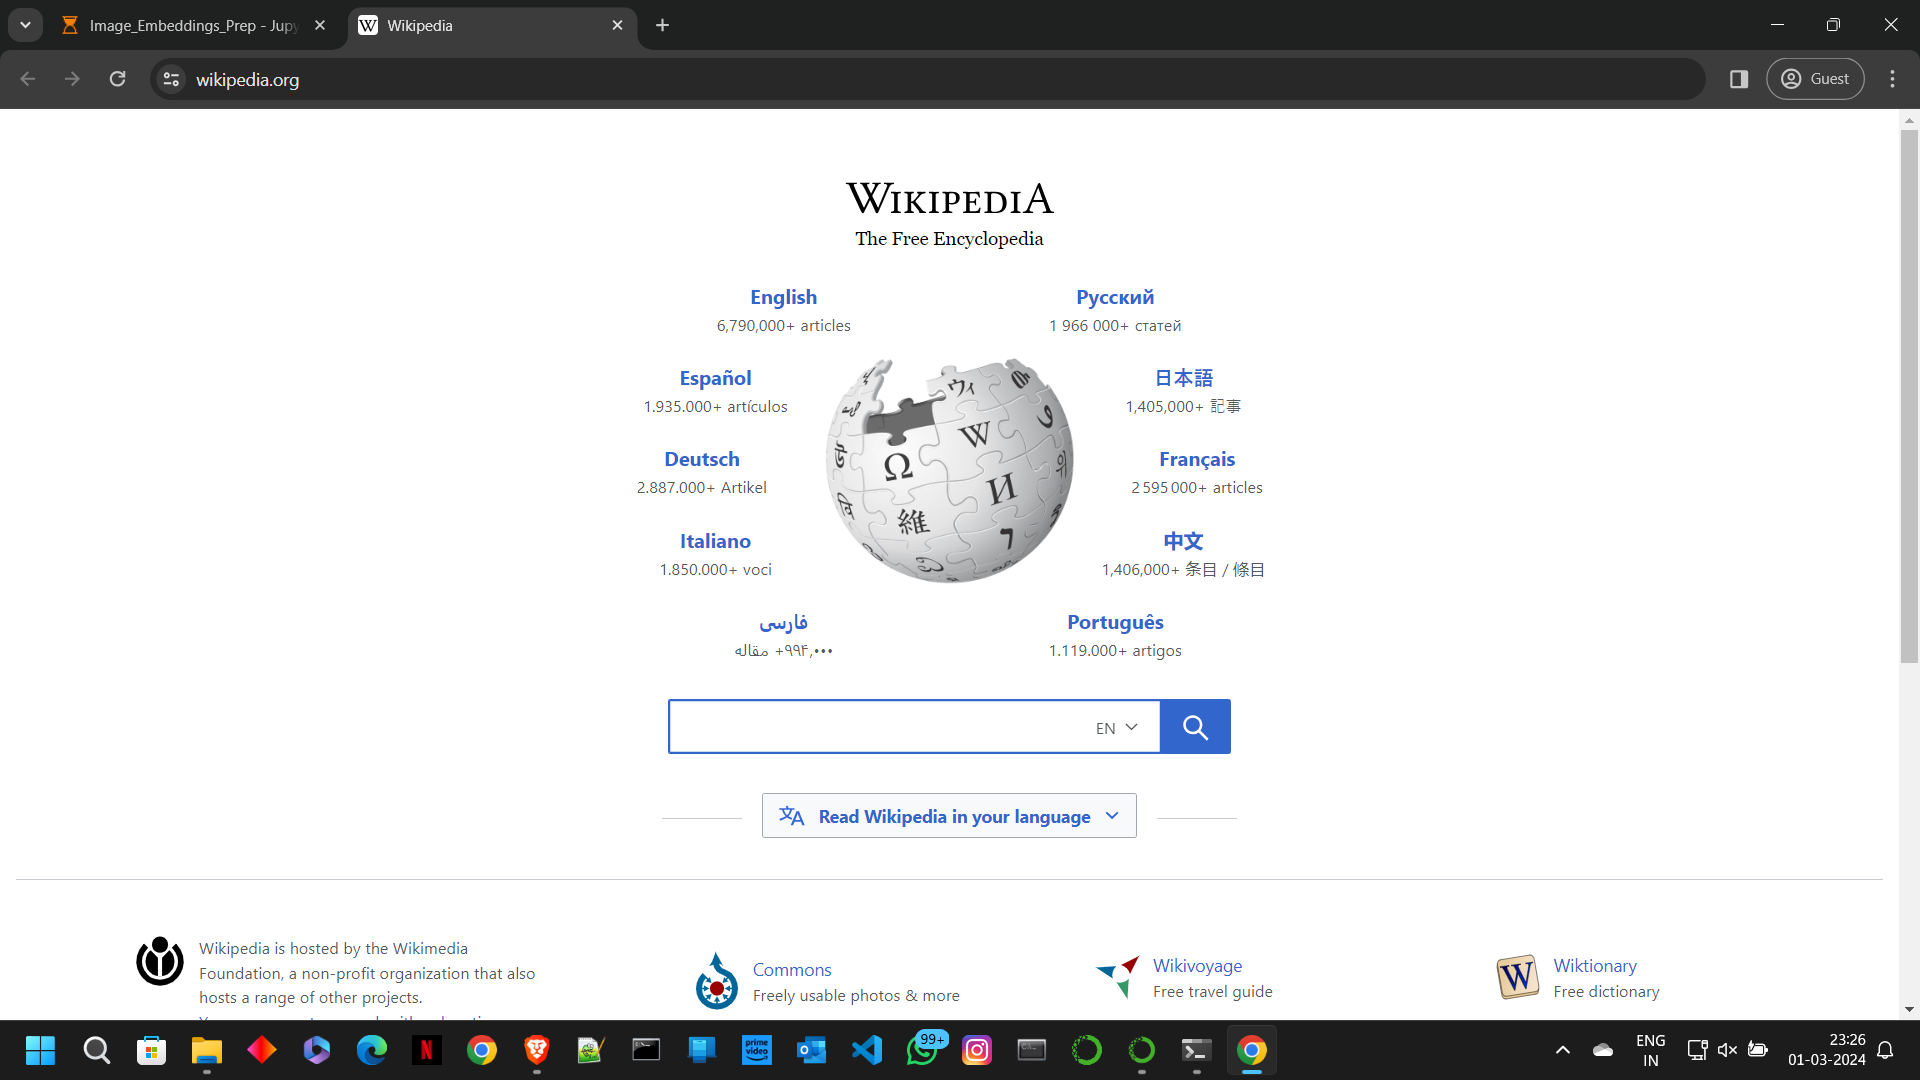 Image_Embeddings_Prep - Jupy
Wikipedia
wikipedia.org
Guest
WIKIPEDIA
The Free Encyclopedia
English
6,790,000+ articles
Русский
1 966 000+ статей
Español
1.935.000+ artículos
日本語
1,405,000+ 記事
Deutsch
2.887.000+ Artikel
Français
2 595 000+ articles
Italiano
1.850.000+ voci
中文
1,406,000+ 条目 / 條目
فارسی
۹۹۴٬۰۰۰+ مقاله
Português
1.119.000+ artigos
Ω
W
И
維
ウィ
EN
Read Wikipedia in your language
Wikipedia is hosted by the Wikimedia
Foundation, a non-profit organization that also
hosts a range of other projects.
Commons
Freely usable photos & more
Wikivoyage
Free travel guide
W
Wiktionary
Free dictionary
prime
video
99+
ENG
IN
23:26
01-03-2024